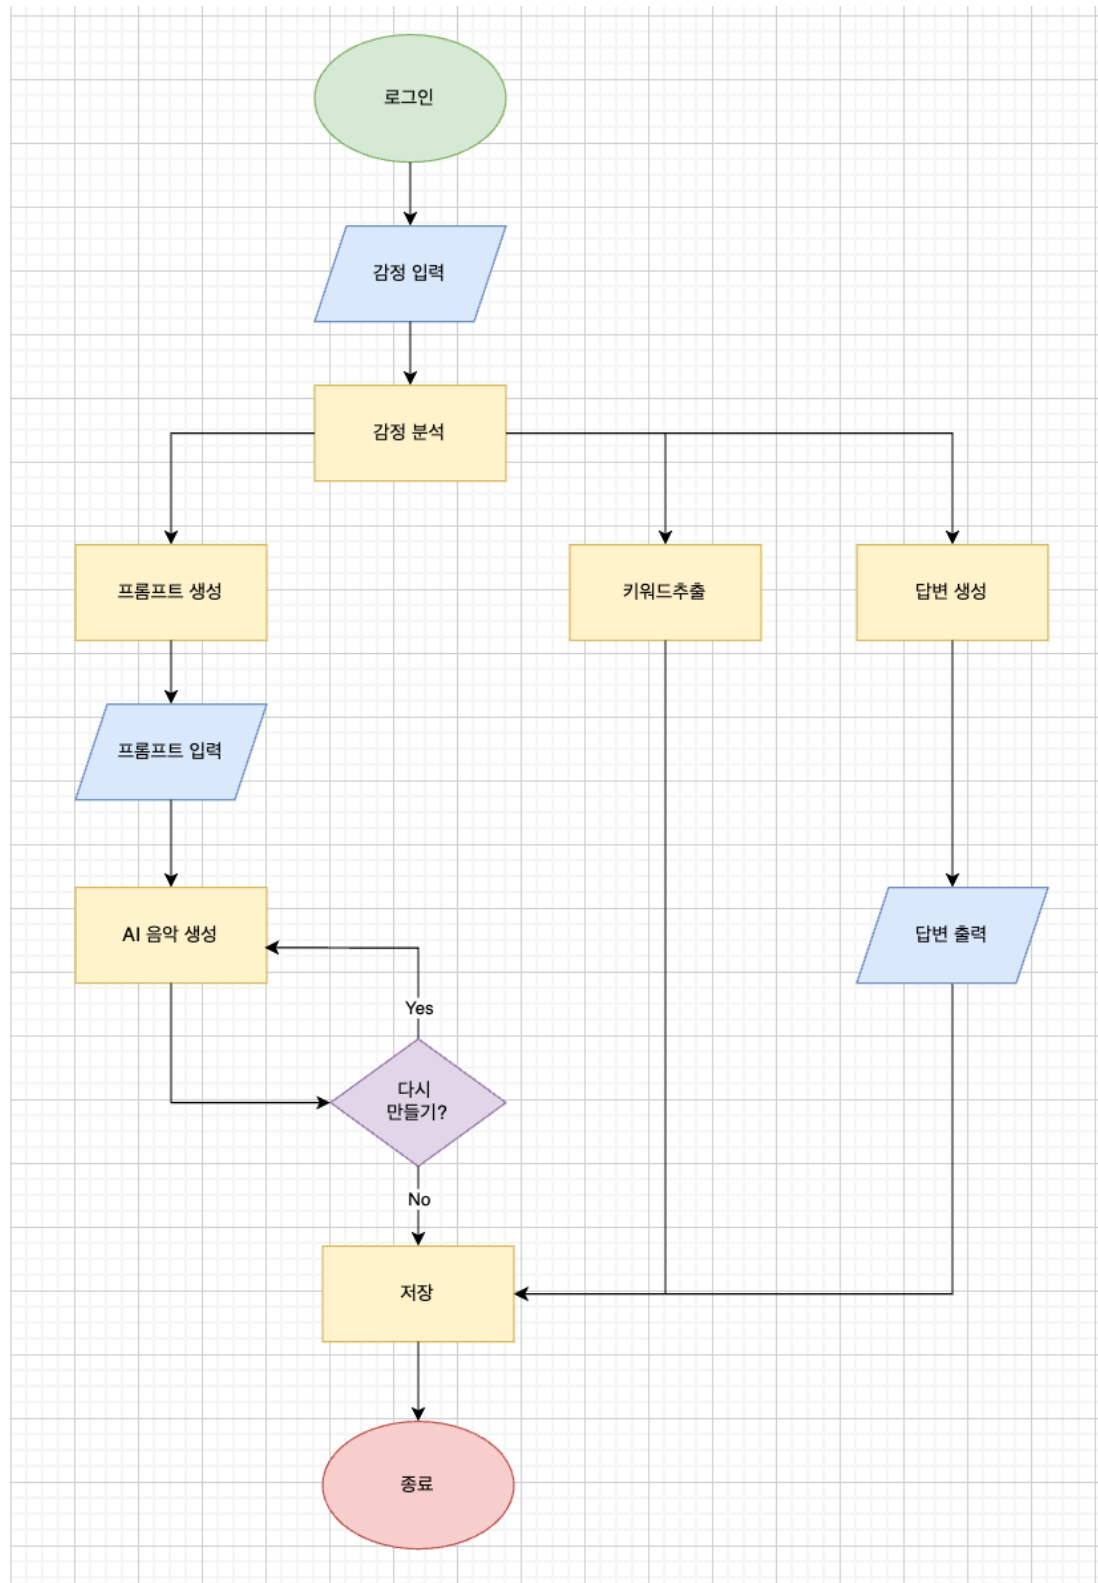 로그인
감정 입력
감정 분석
프롬프트 생성
키워드추출
답변 생성
프롬프트 입력
AI 음악 생성
답변 출력
Yes
다시
만들기?
No
저장
종료